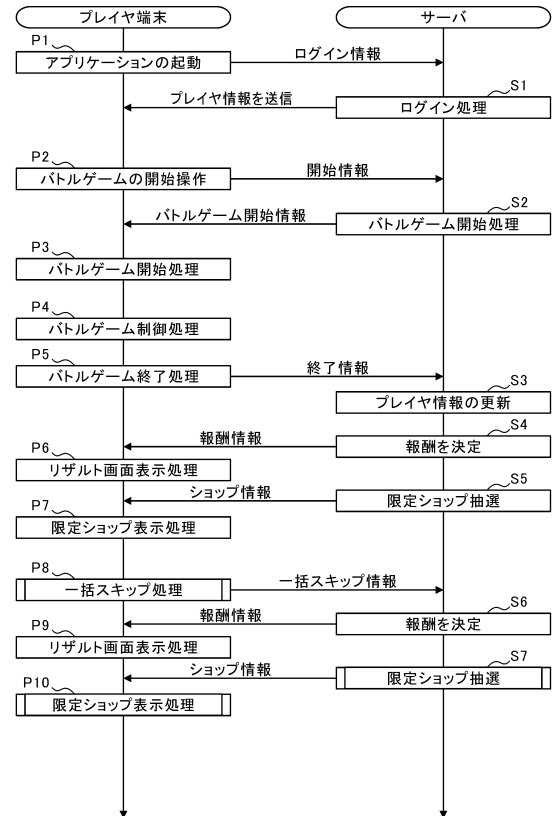 プレイヤ端末
サーバ
P1
アプリケーションの起動
ログイン情報
S1
プレイヤ情報を送信
ログイン処理
P2
バトルゲームの開始操作
開始情報
S2
バトルゲーム開始情報
バトルゲーム開始処理
P3
バトルゲーム開始処理
P4
バトルゲーム制御処理
P5
バトルゲーム終了処理
終了情報
S3
プレイヤ情報の更新
S4
報酬情報
報酬を決定
P6
リザルト画面表示処理
S5
ショップ情報
限定ショップ抽選
P7
限定ショップ表示処理
P8
一括スキップ処理
一括スキップ情報
S6
報酬情報
報酬を決定
P9
リザルト画面表示処理
S7
ショップ情報
限定ショップ抽選
P10
限定ショップ表示処理